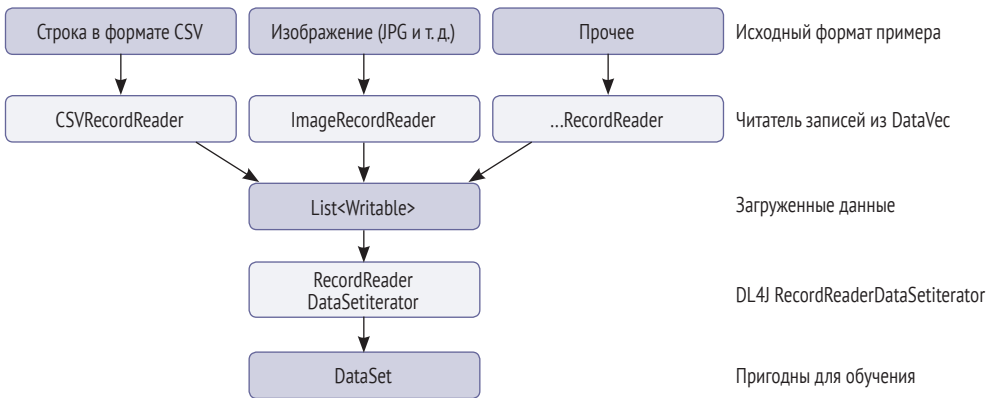 Строка в формате CSV
Изображение (JPG и т. д.)
Прочее
Исходный формат примера
CSVRecordReader
ImageRecordReader
...RecordReader
Читатель записей из DataVec
List<Writable>
Загруженные данные
RecordReader
DataSetiterator
DL4J RecordReaderDataSetiterator
DataSet
Пригодны для обучения